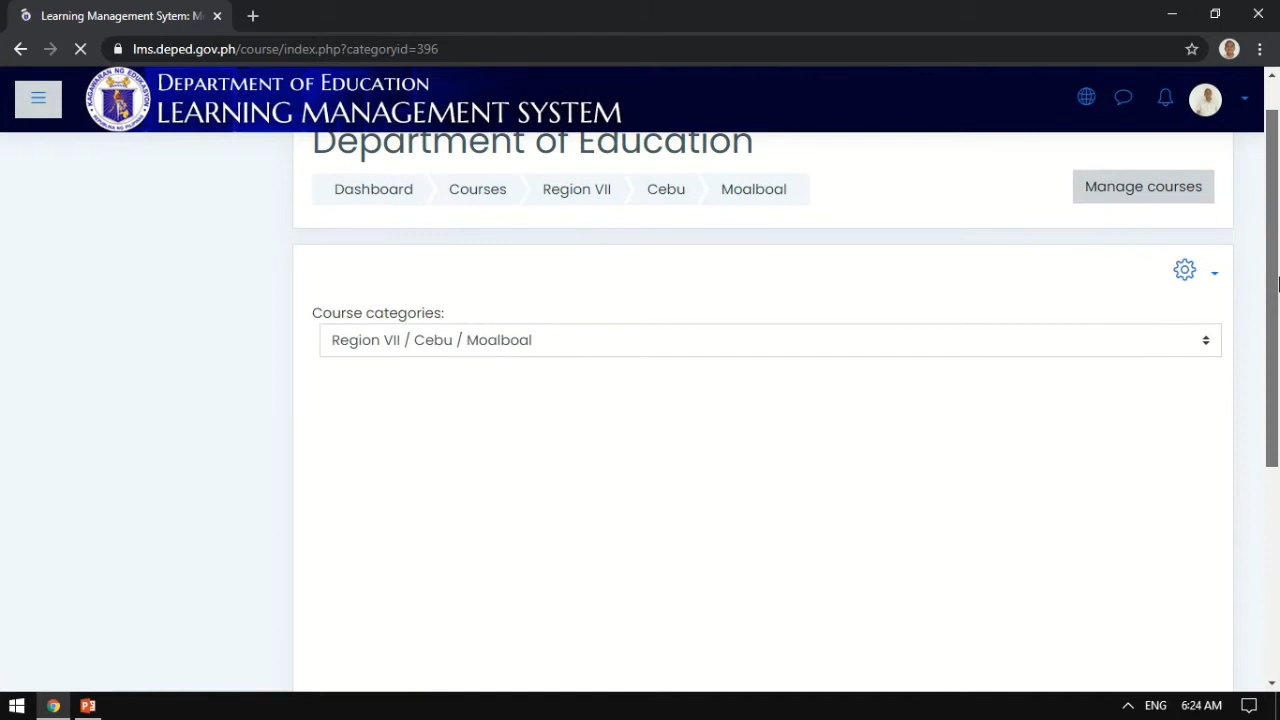 Learning Management Sytem: M
lms.deped.gov.ph/course/index.php?categoryid=396
DEPARTMENT OF EDUCATION
LEARNING MANAGEMENT SYSTEM
Department of Education
Dashboard Courses Region VII Cebu Moalboal
Manage courses
Course categories:
Region VII / Cebu / Moalboal
ENG 6:24 AM